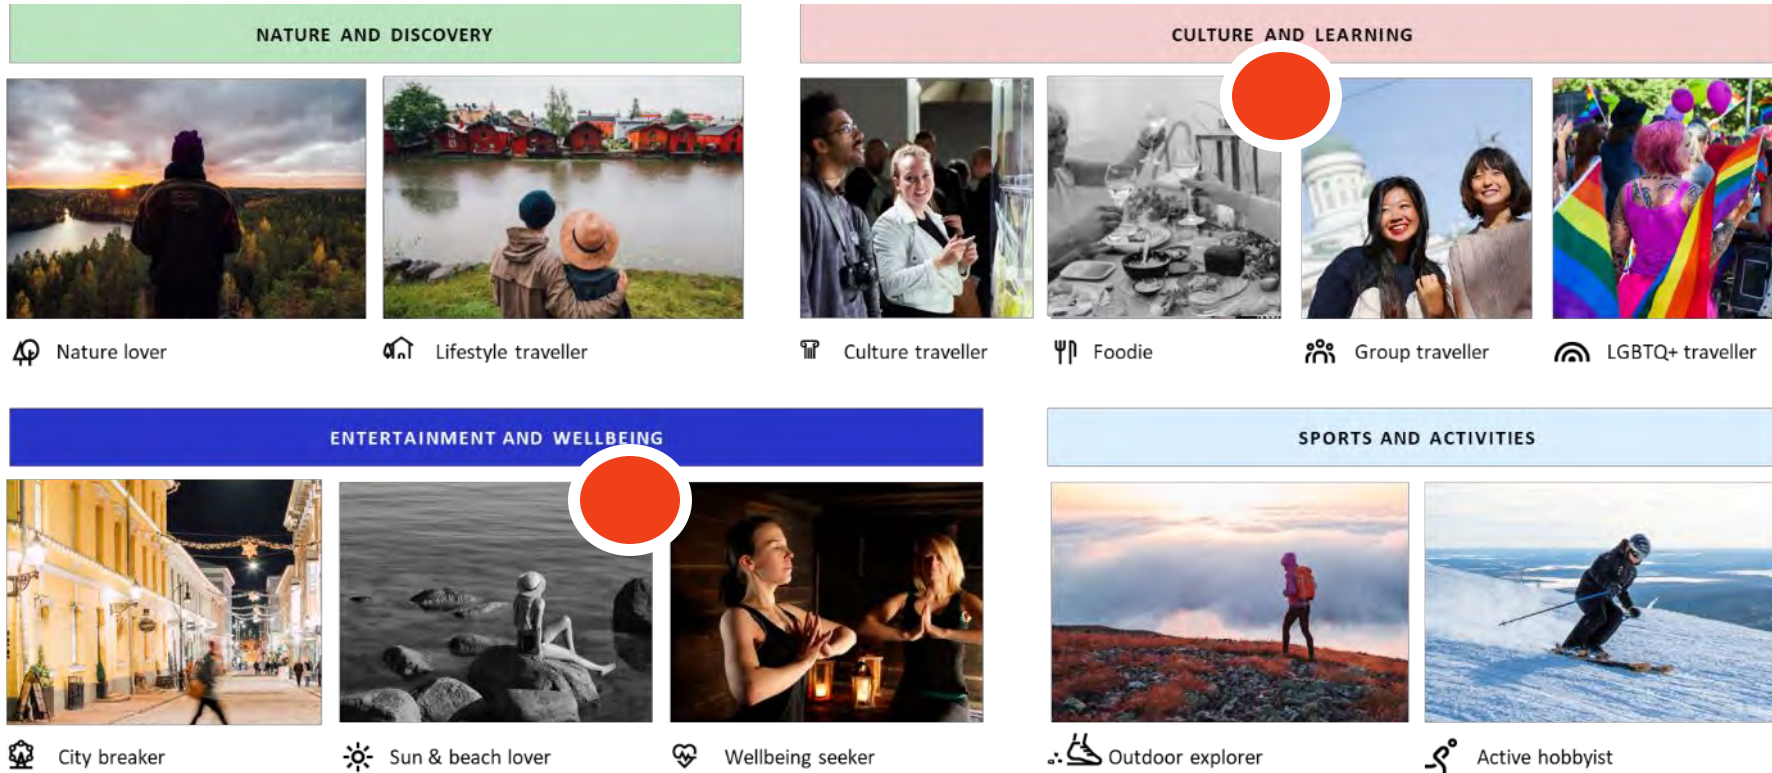 NATURE AND DISCOVERY
CULTURE AND LEARNING
Nature lover
Lifestyle traveller
Culture traveller
Foodie
Group traveller
LGBTQ+ traveller
ENTERTAINMENT AND WELLBEING
SPORTS AND ACTIVITIES
City breaker
Sun & beach lover
Wellbeing seeker
Outdoor explorer
Active hobbyist